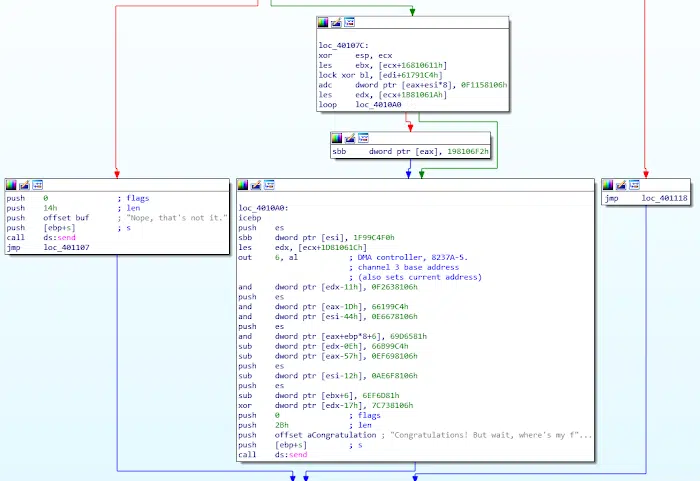 loc_40107C:
xor esp, ecx
les ebx, [ecx+16810611h]
lock xor bl, [edi+61791C4h]
adc dword ptr [eax+esi*8], 0F1158106h
les edx, [ecx+1B81061Ah]
loop loc_4010A0
sbb dword ptr [eax], 198106F2h
push 0 ; flags
push 14h ; len
push offset buf ; "Nope, that's not it."
push [ebp+s] ; s
call ds:send
jmp loc_401107
loc_4010A0:
icebp
push es
sbb dword ptr [esi], 1F99C4F0h
les edx, [ecx+1D81061Ch]
out 6, al ; DMA controller, 8237A-5.
; channel 3 base address
; (also sets current address)
and dword ptr [edx-11h], 0F2638106h
push es
and dword ptr [eax-1Dh], 66199C4h
and dword ptr [esi-44h], 0E6678106h
push es
and dword ptr [eax+ebp*8+6], 69D6581h
sub dword ptr [edx-0Eh], 66B99C4h
sub dword ptr [eax-57h], 0EF698106h
push es
sub dword ptr [esi-12h], 0AE6F8106h
push es
sub dword ptr [ebx+6], 6EF6D81h
xor dword ptr [edx-17h], 7C738106h
push 0 ; flags
push 2Bh ; len
push offset aCongratulation ; "Congratulations! But wait, where's my f"...
push [ebp+s] ; s
call ds:send
jmp loc_401118